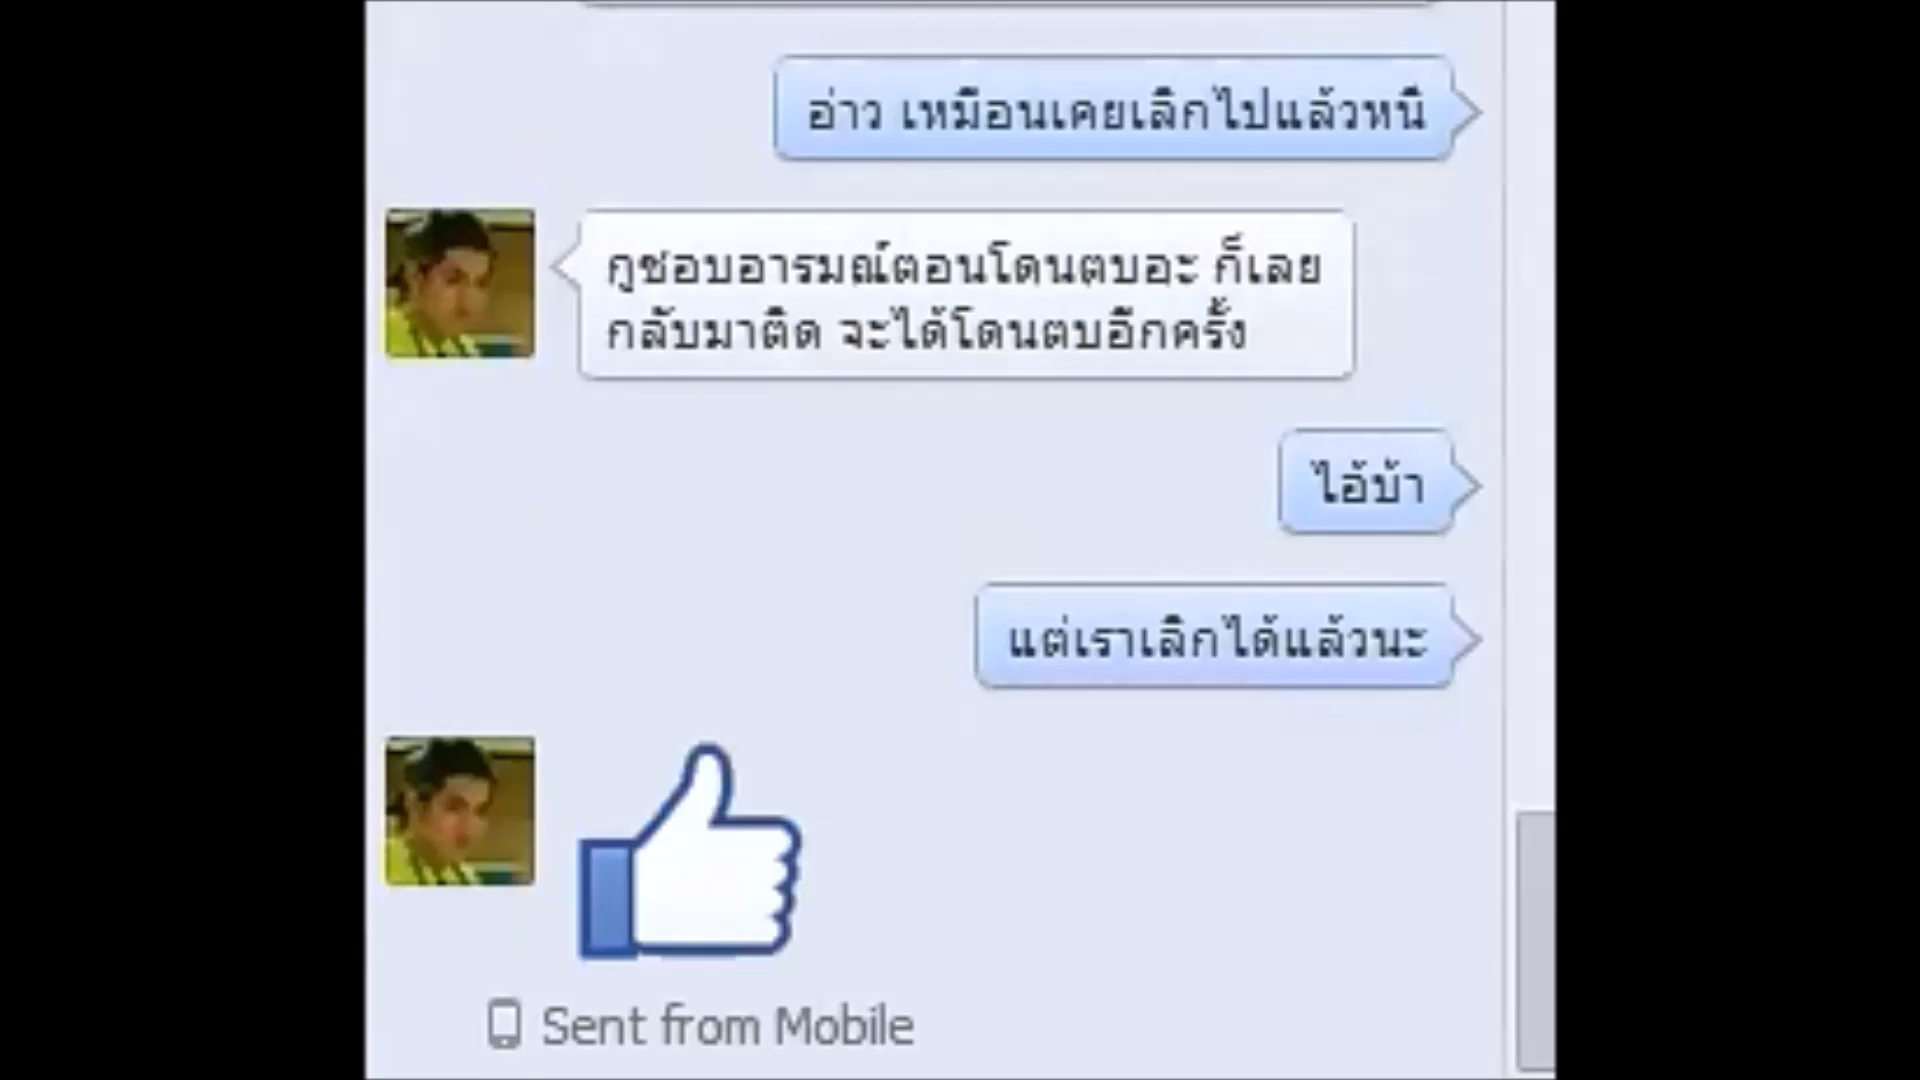 อ่าว เหมือนเคยเลิกไปแล้วหนิ
กูชอบอารมณ์ตอนโดนตบอะ ก็เลย
กลับมาติด จะได้โดนตบอีกครั้ง
ไอ้บ้า
แต่เราเลิกได้แล้วนะ
Sent from Mobile